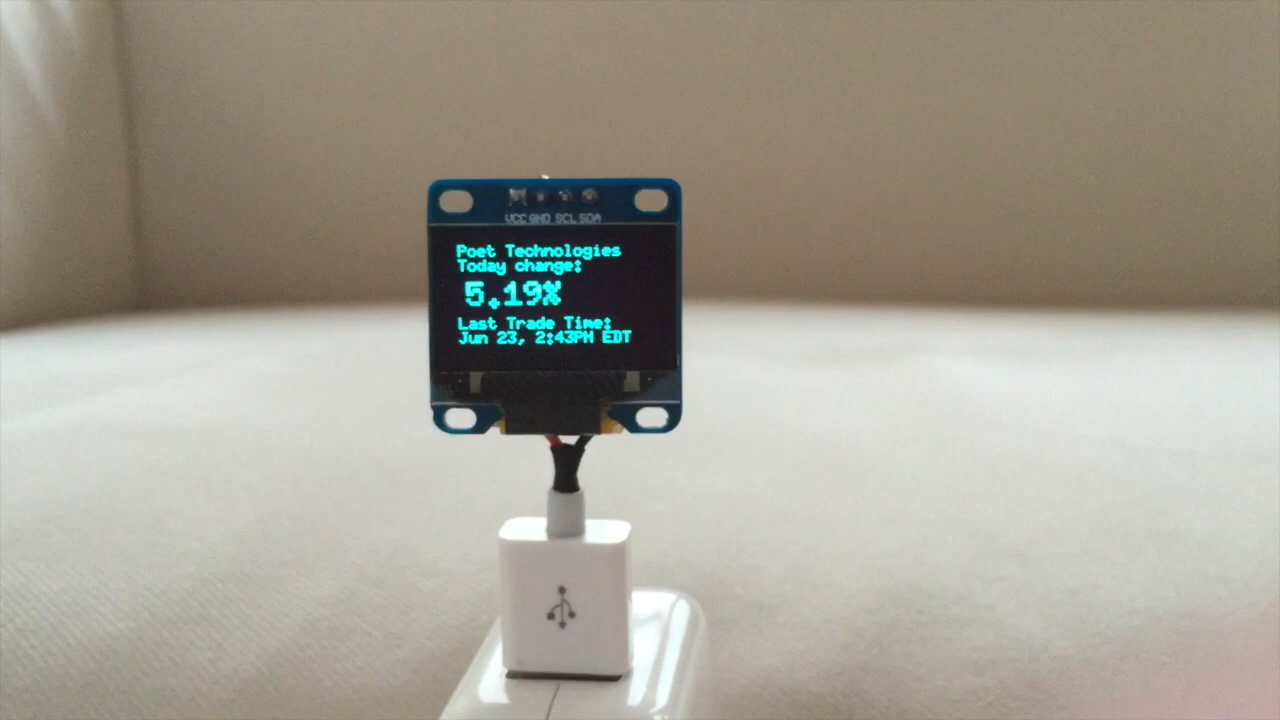 VCC GND SCL SDA
Poet Technologies
Today change:
5.19%
Last Trade Time:
Jun 23, 2:43PM EDT